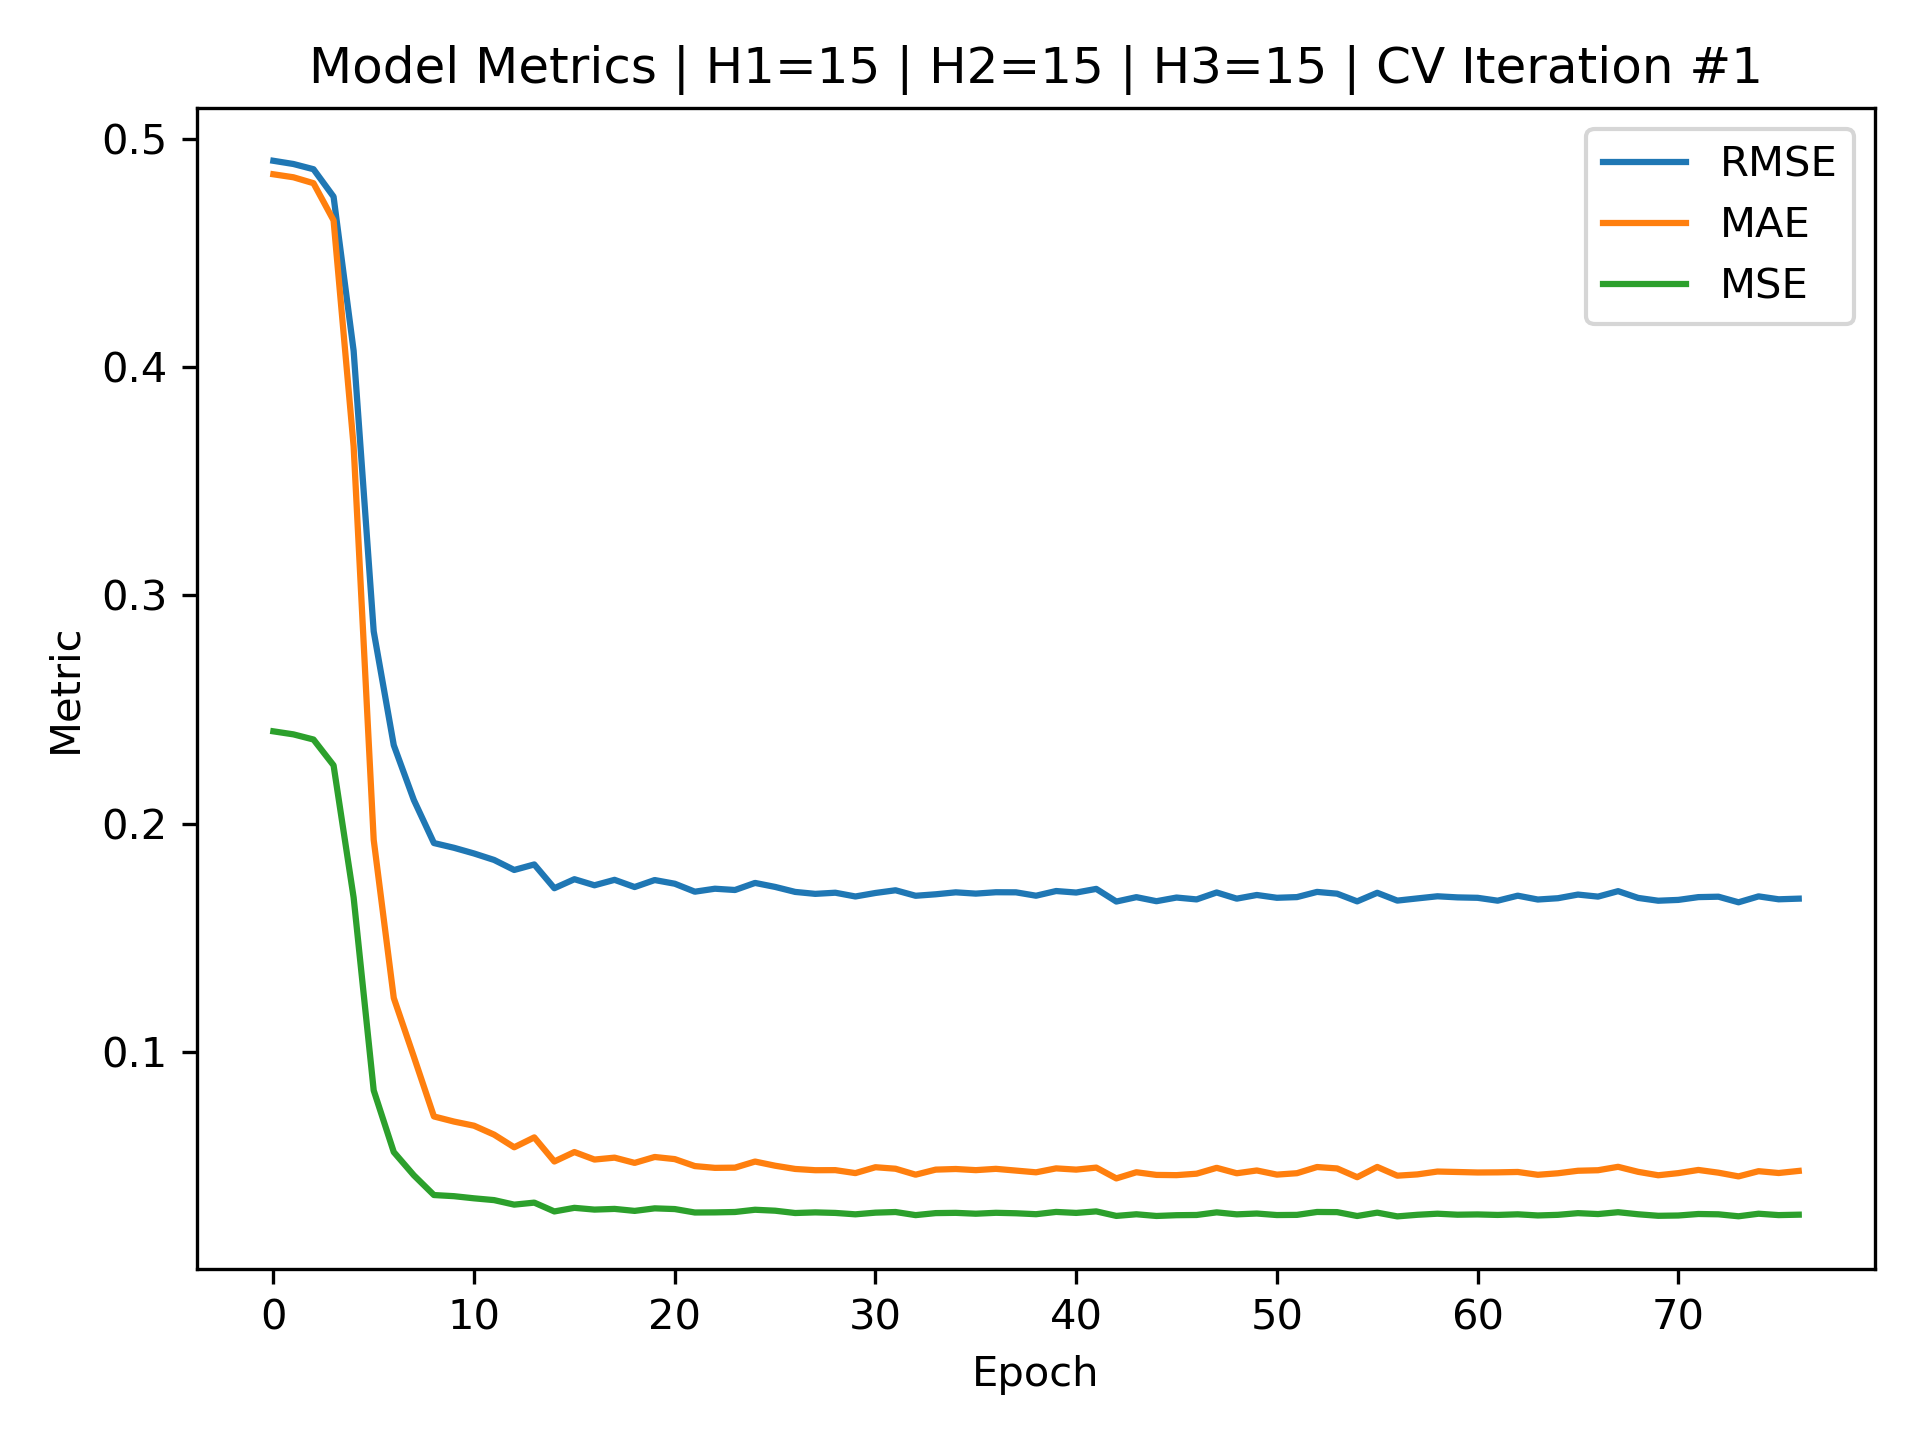 Model Metrics | H1=15 | H2=15 | H3=15 | CV Iteration #1
RMSE
MAE
MSE
0.5
0.4
0.3
0.2
0.1
Metric
0 10 20 30 40 50 60 70
Epoch